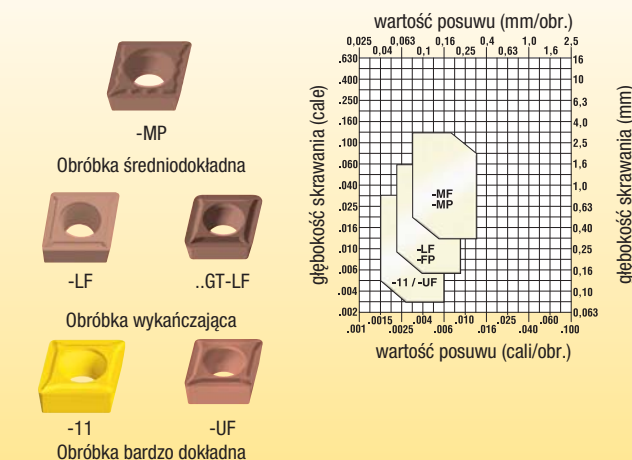 -MP
Obróbka średniodokładna
-LF ..GT-LF
Obróbka wykańczająca
-11 -UF
Obróbka bardzo dokładna
wartość posuwu (mm/obr.)
0,025 0,063 0,16 0,4 1,0 2,5
0,04 0,1 0,25 0,63 1,6
głębokość skrawania (cale)
.630
.400
.250
.160
.100
.060
.040
.025
.016
.010
.006
.004
.002
16
10
6,3
4,0
2,5
1,6
1,0
0,63
0,40
0,25
0,16
0,10
0,063
głębokość skrawania (mm)
-MF
-MP
-LF
-FP
-11 / -UF
.0015 .004 .010 .025 .060
.001 .0025 .006 .016 .040 .100
wartość posuwu (cali/obr.)